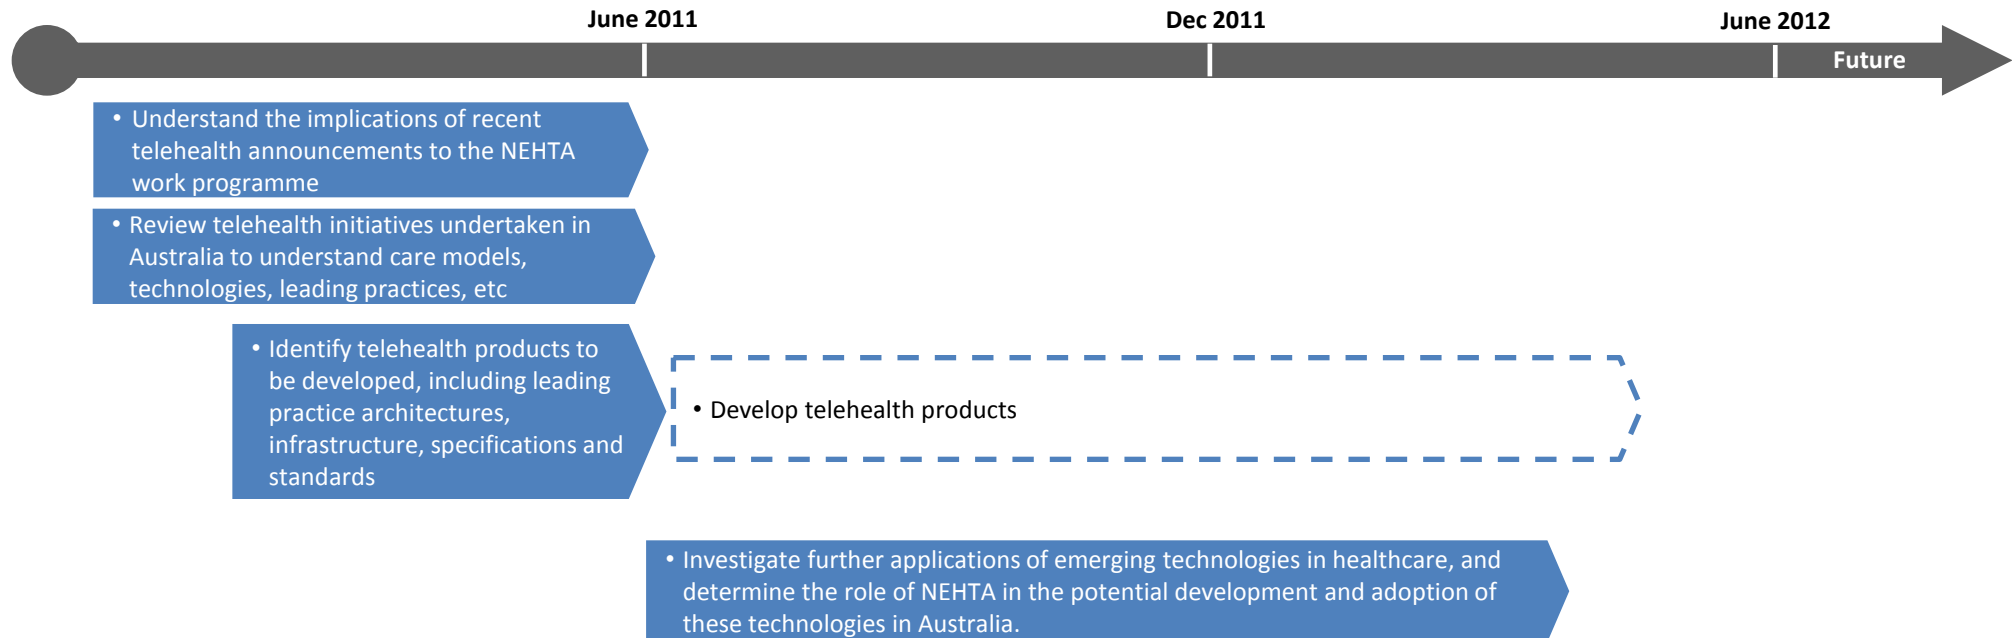 June 2011
Dec 2011
June 2012
Future
• Understand the implications of recent
telehealth announcements to the NEHTA
work programme
• Review telehealth initiatives undertaken in
Australia to understand care models,
technologies, leading practices, etc
• Identify telehealth products to
be developed, including leading
practice architectures,
infrastructure, specifications and
standards
• Develop telehealth products
• Investigate further applications of emerging technologies in healthcare, and
determine the role of NEHTA in the potential development and adoption of
these technologies in Australia.